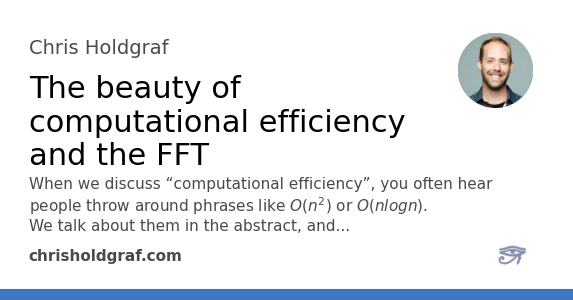 Chris Holdgraf
The beauty of
computational efficiency
and the FFT
When we discuss “computational efficiency”, you often hear
people throw around phrases like O(n²) or O(nlogn).
We talk about them in the abstract, and...
chrisholdgraf.com